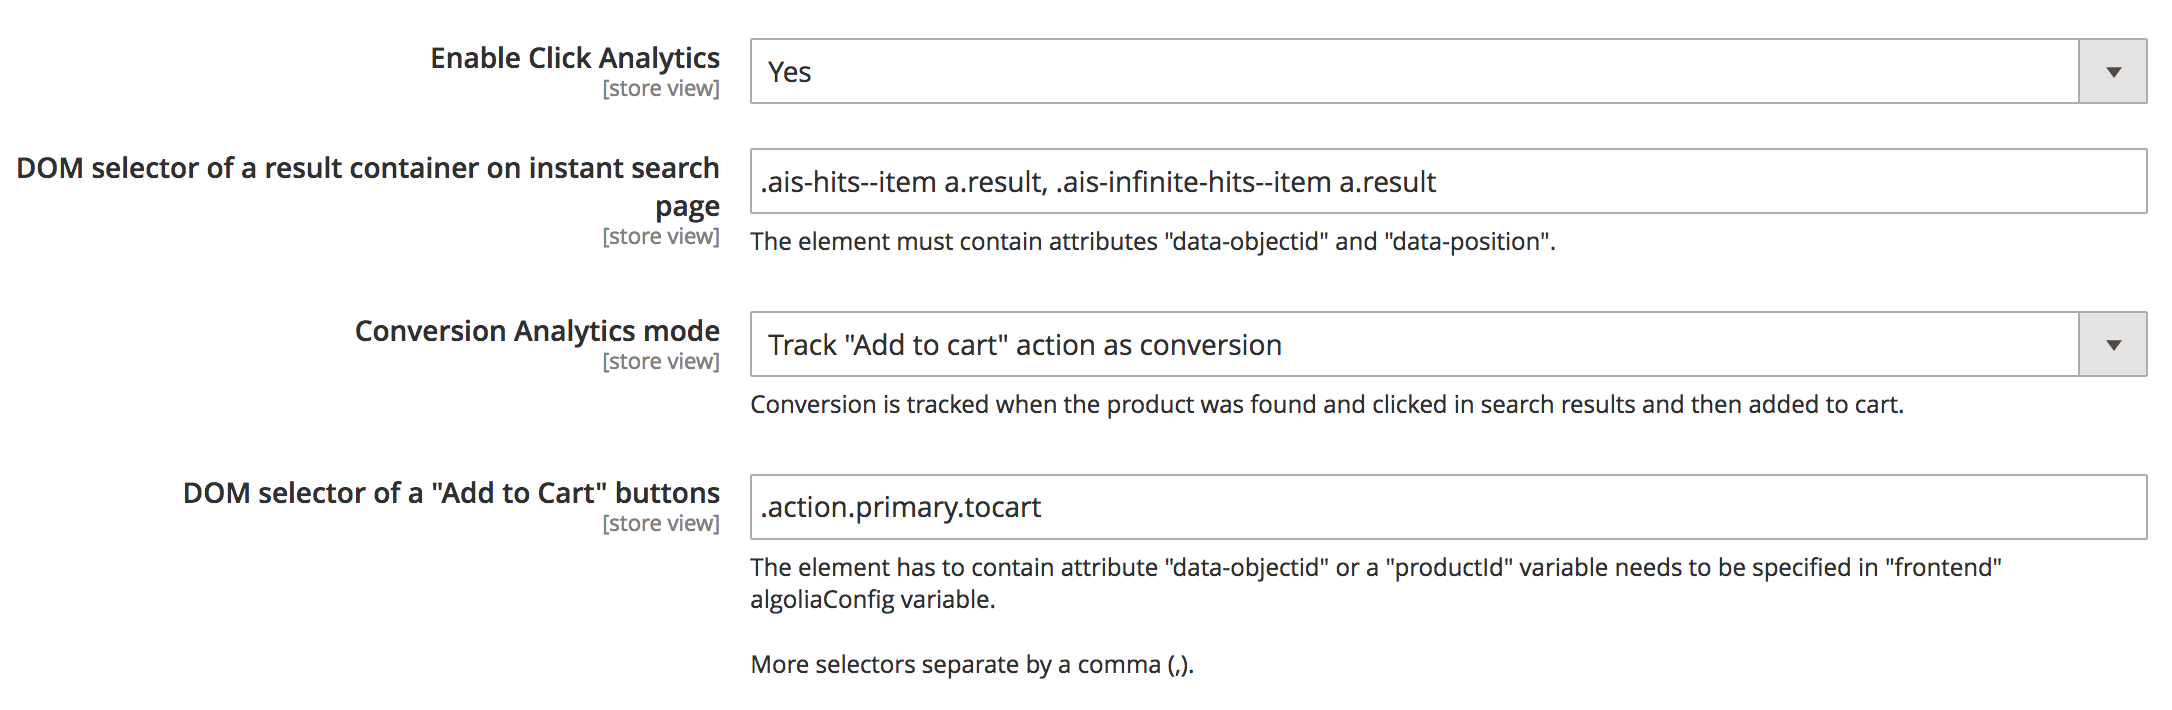 Enable Click Analytics
[store view]
Yes
DOM selector of a result container on instant search
page
[store view]
.ais-hits--item a.result, .ais-infinite-hits--item a.result
The element must contain attributes "data-objectid" and "data-position".
Conversion Analytics mode
[store view]
Track "Add to cart" action as conversion
Conversion is tracked when the product was found and clicked in search results and then added to cart.
DOM selector of a "Add to Cart" buttons
[store view]
.action.primary.tocart
The element has to contain attribute "data-objectid" or a "productId" variable needs to be specified in "frontend"
algoliaConfig variable.
More selectors separate by a comma (,).